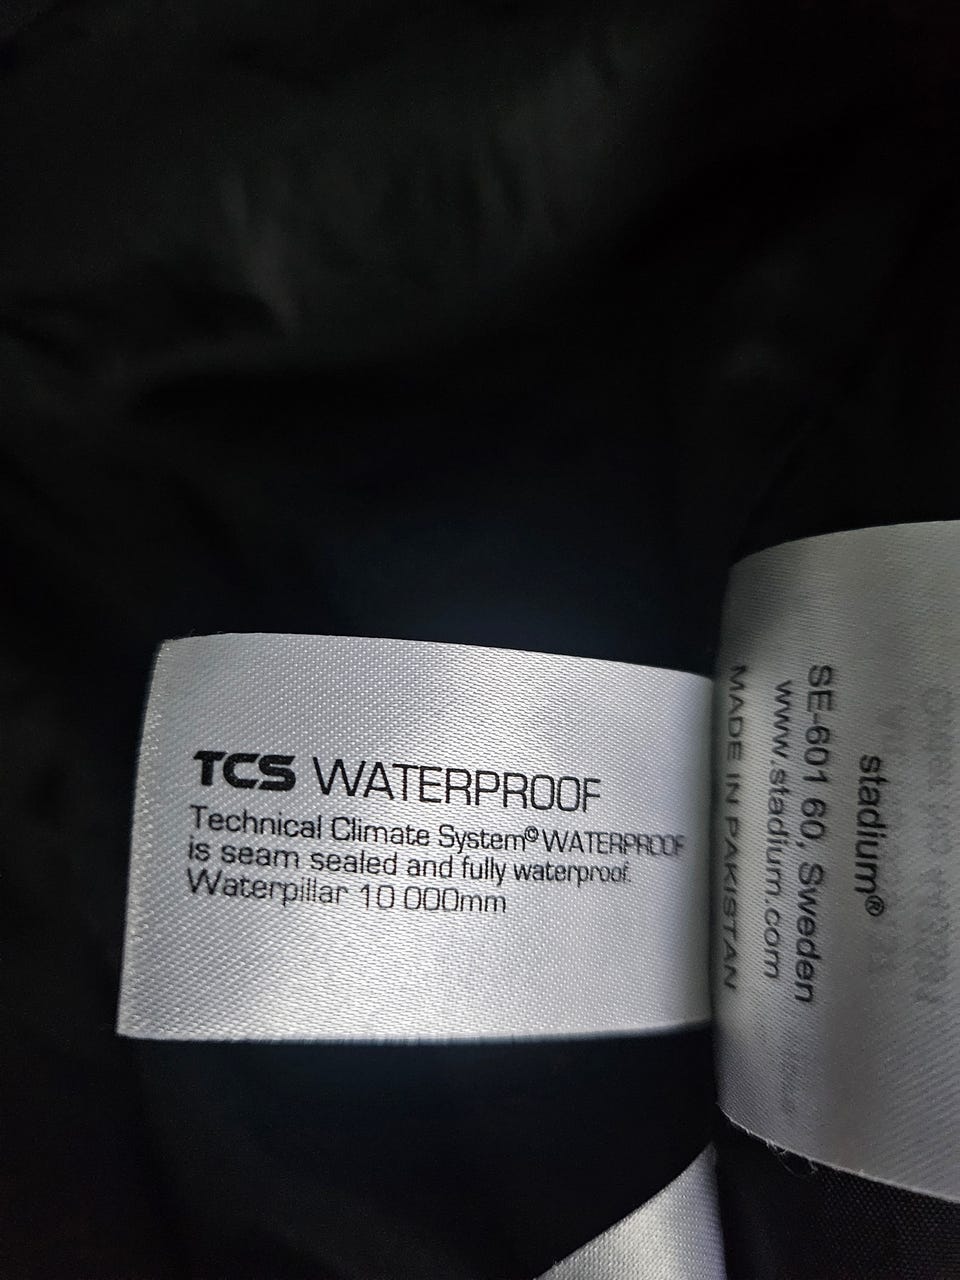 TCS WATERPROOF
Technical Climate System© WATERPROOF
is seam sealed and fully waterproof.
Waterpillar 10 000mm
stadium®
SE-601 60, Sweden
www.stadium.com
MADE IN PAKISTAN